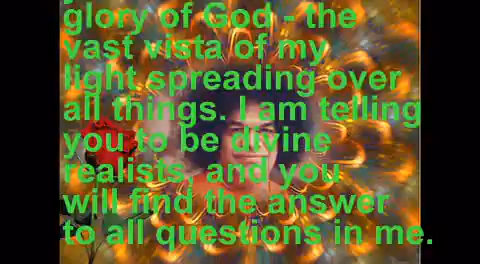 glory of God - the
vast vista of my
light spreading over
all things. I am telling
you to be divine
realists, and you
will find the answer
to all questions in me.